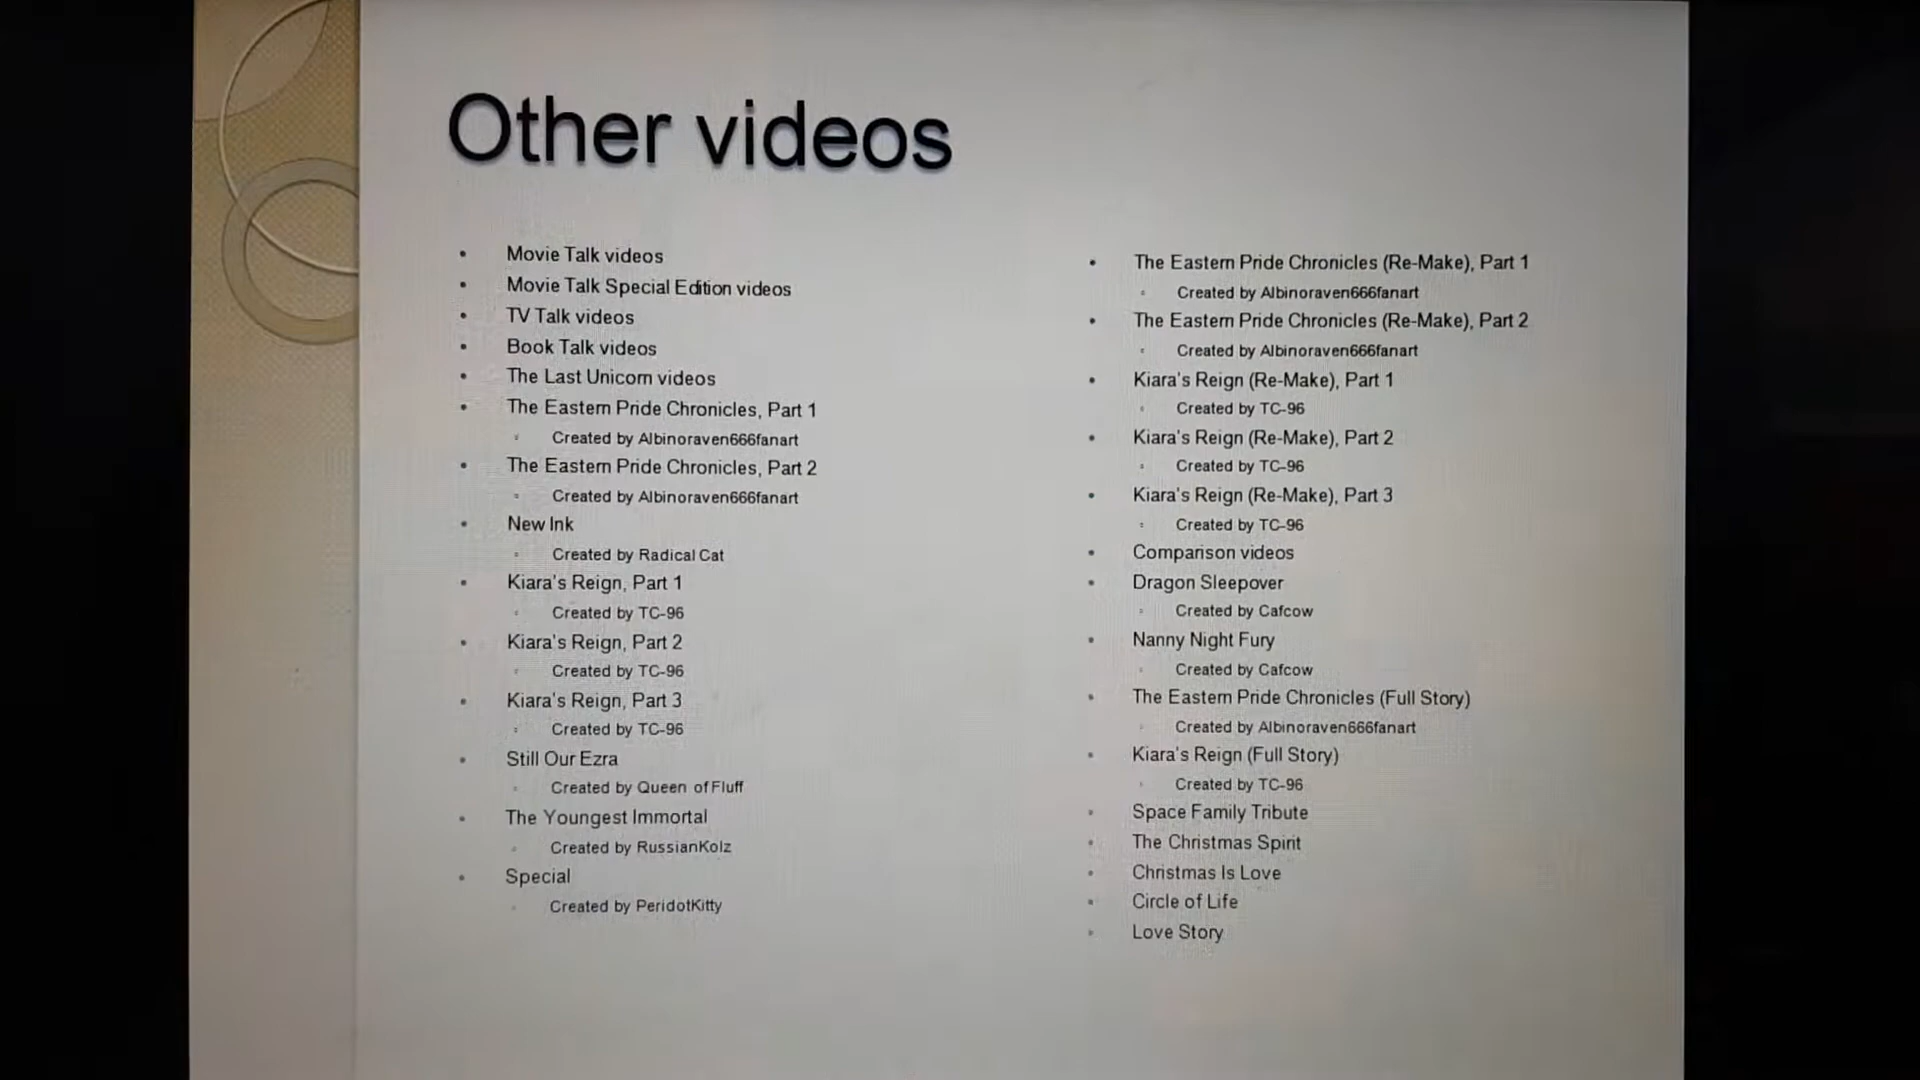 Other videos
Movie Talk videos
Movie Talk Special Edition videos
TV Talk videos
Book Talk videos
The Last Unicorn videos
The Eastern Pride Chronicles, Part 1
Created by Albinoraven666fanart
The Eastern Pride Chronicles, Part 2
Created by Albinoraven666fanart
New Ink
Created by Radical Cat
Kiara's Reign, Part 1
Created by TC-96
Kiara's Reign, Part 2
Created by TC-96
Kiara's Reign, Part 3
Created by TC-96
Still Our Ezra
Created by Queen of Fluff
The Youngest Immortal
Created by RussianKolz
Special
Created by PeridotKitty
The Eastern Pride Chronicles (Re-Make), Part 1
Created by Albinoraven666fanart
The Eastern Pride Chronicles (Re-Make), Part 2
Created by Albinoraven666fanart
Kiara's Reign (Re-Make), Part 1
Created by TC-96
Kiara's Reign (Re-Make), Part 2
Created by TC-96
Kiara's Reign (Re-Make), Part 3
Created by TC-96
Comparison videos
Dragon Sleepover
Created by Cafcow
Nanny Night Fury
Created by Cafcow
The Eastern Pride Chronicles (Full Story)
Created by Albinoraven666fanart
Kiara's Reign (Full Story)
Created by TC-96
Space Family Tribute
The Christmas Spirit
Christmas Is Love
Circle of Life
Love Story